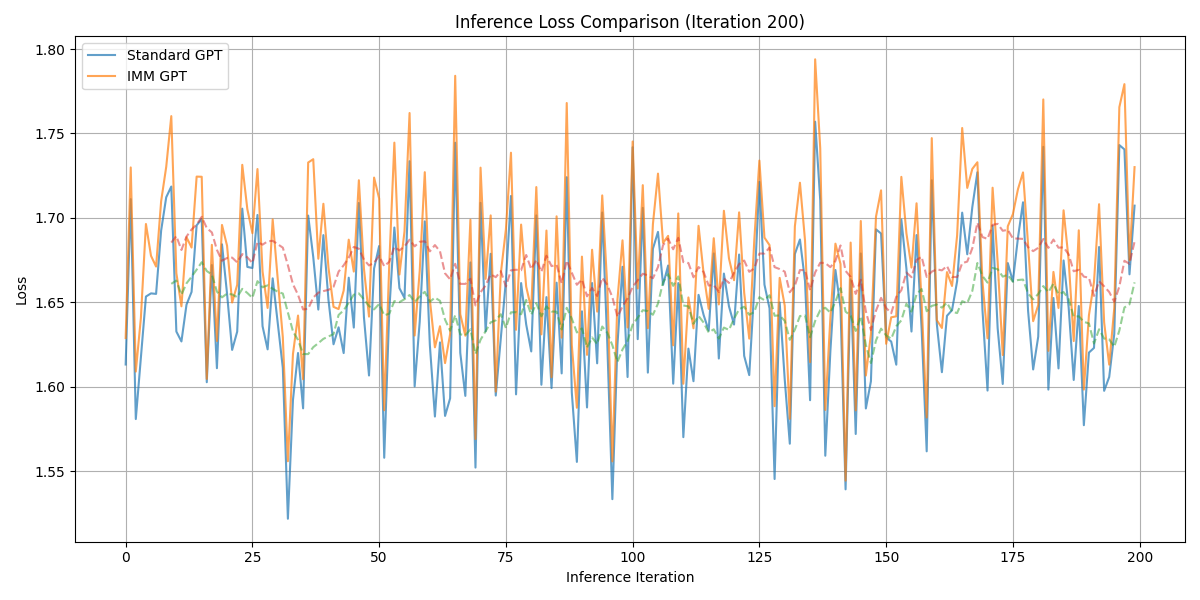 Inference Loss Comparison (Iteration 200)
Standard GPT
IMM GPT
Loss
1.80
1.75
1.70
1.65
1.60
1.55
0 25 50 75 100 125 150 175 200
Inference Iteration